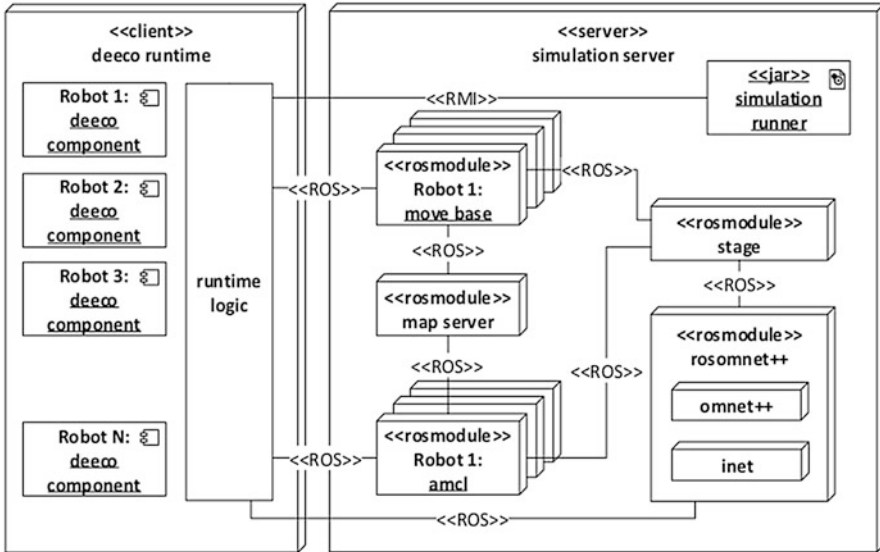 <<client>>
deeco runtime
Robot 1:
deeco
component
Robot 2:
deeco
component
Robot 3:
deeco
component
Robot N:
deeco
component
runtime
logic
<<server>>
simulation server
<<RMI>>
<<jar>>
simulation
runner
<<ROS>>
<<rosmodule>>
Robot 1:
move base
<<ROS>>
<<ROS>>
<<rosmodule>>
map server
<<ROS>>
<<rosmodule>>
stage
<<ROS>>
<<ROS>>
<<rosmodule>>
rosomnet++
omnet++
inet
<<ROS>>
<<rosmodule>>
Robot 1:
amcl
<<ROS>>